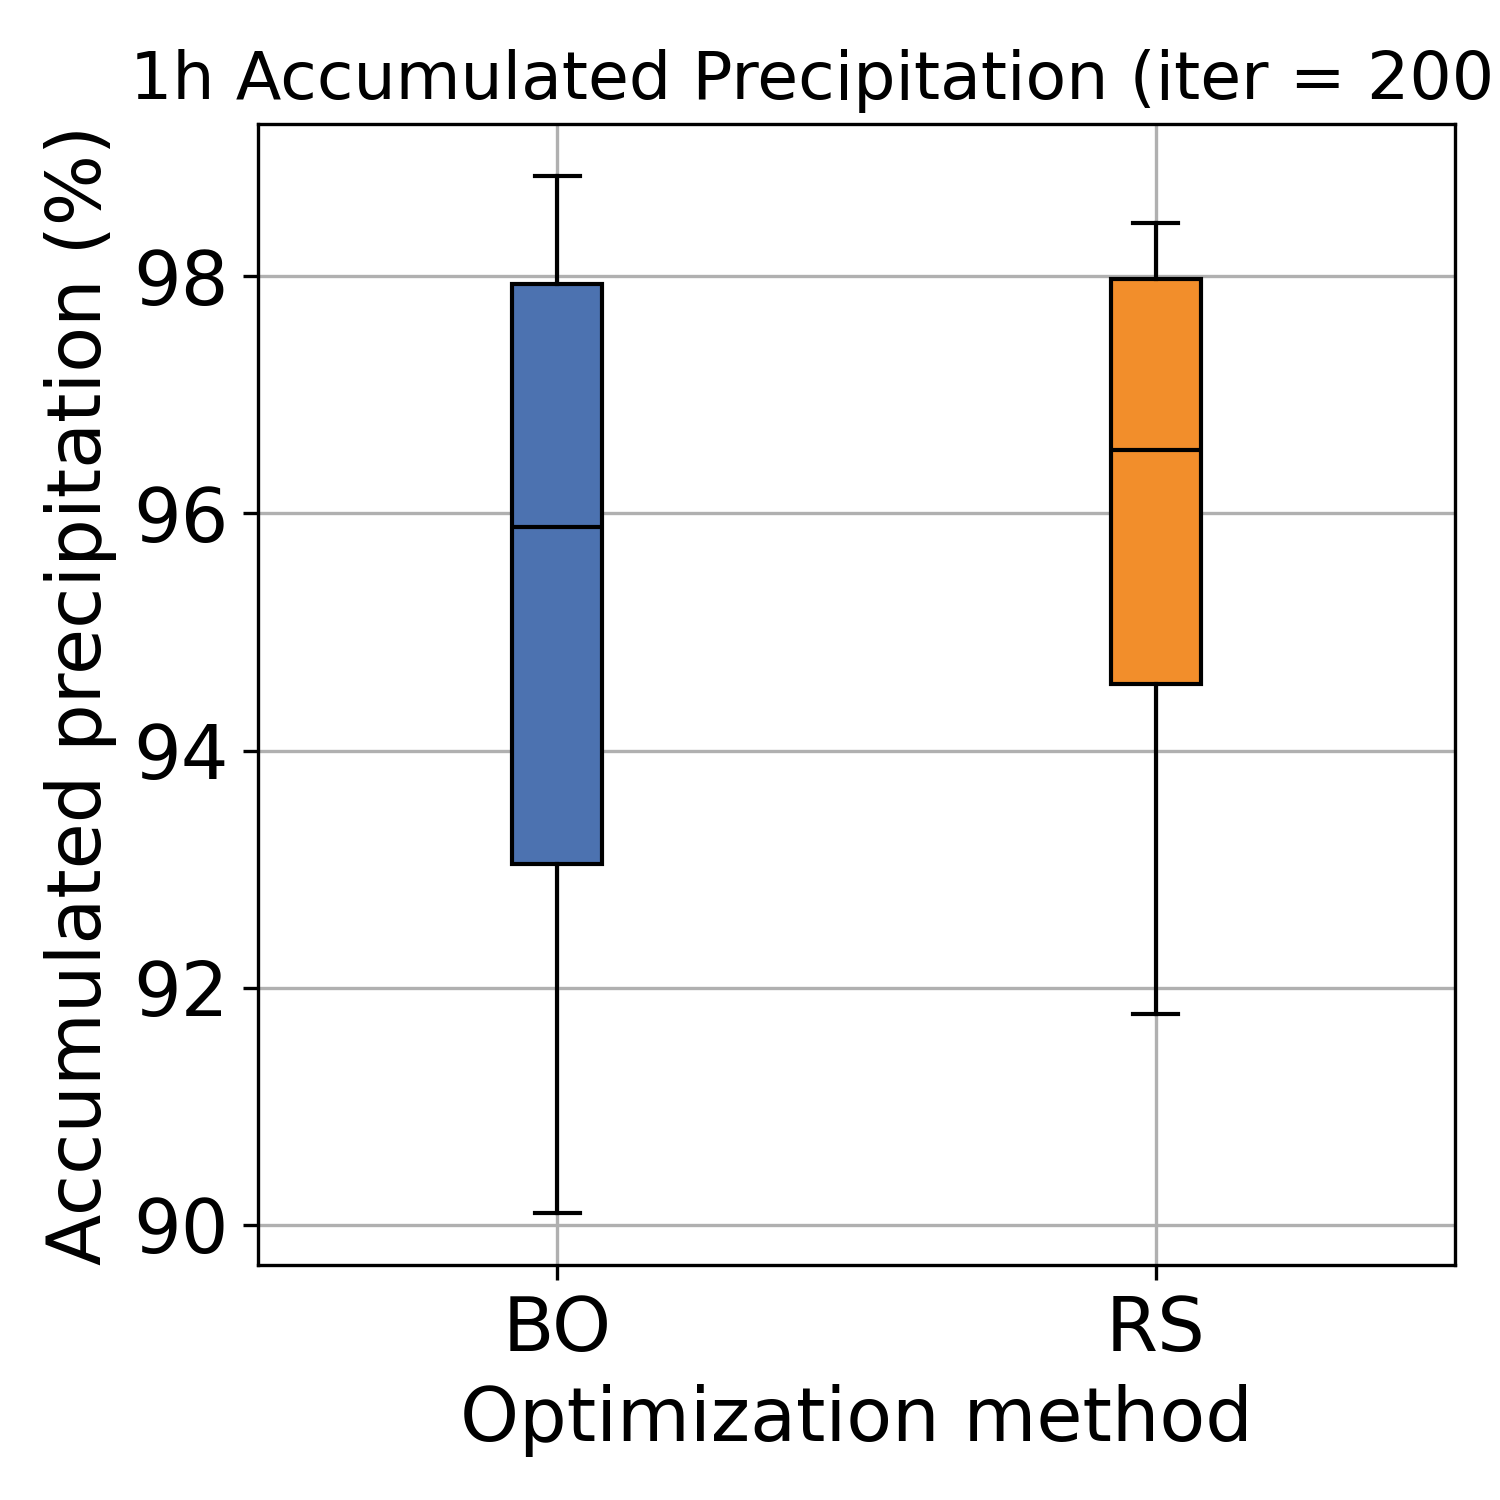 1h Accumulated Precipitation (iter = 200
Accumulated precipitation (%)
98
96
94
92
90
BO RS
Optimization method